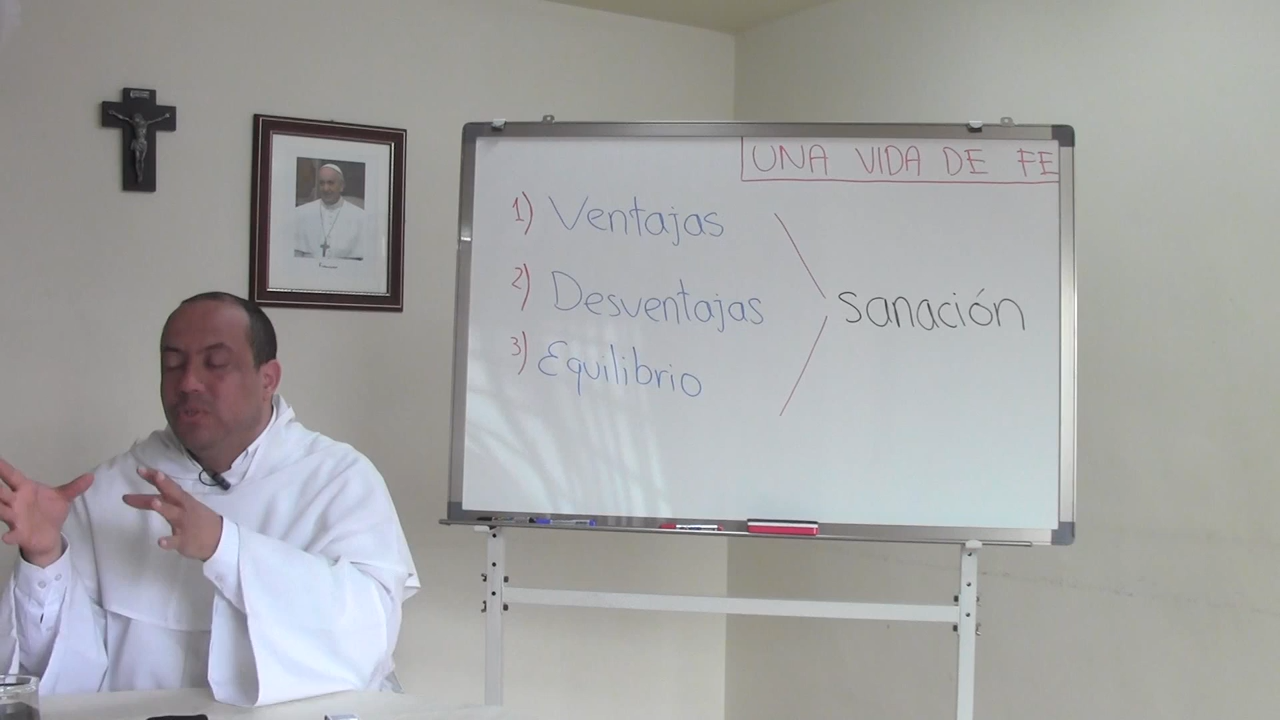 UNA VIDA DE FE
1) Ventajas
2) Desventajas
3) Equilibrio
sanación